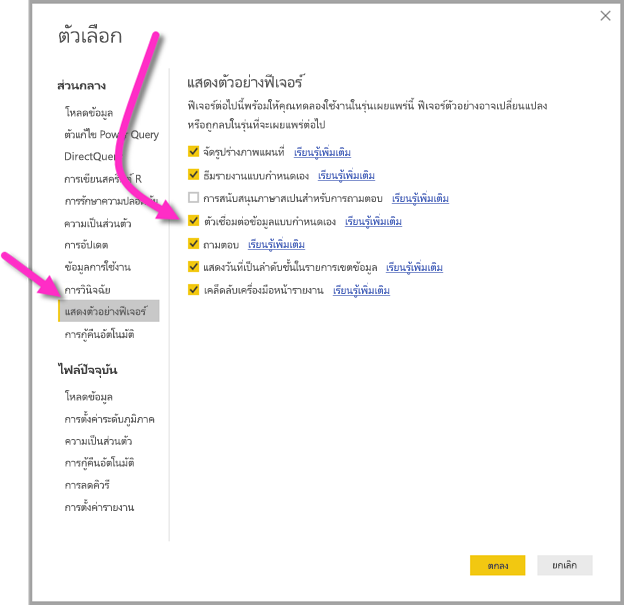 ตัวเลือก
ส่วนกลาง
โหลดข้อมูล
ตัวแก้ไข Power Query
DirectQuery
การเขียนสคริปต์ R
การรักษาความปลอดภัย
ความเป็นส่วนตัว
การอัปเดต
ข้อมูลการใช้งาน
การวินิจฉัย
แสดงตัวอย่างฟีเจอร์
การกู้คืนอัตโนมัติ
ไฟล์ปัจจุบัน
โหลดข้อมูล
การตั้งค่าระดับภูมิภาค
ความเป็นส่วนตัว
การกู้คืนอัตโนมัติ
การลดคิวรี
การตั้งค่ารายงาน
แสดงตัวอย่างฟีเจอร์
ฟีเจอร์ต่อไปนี้พร้อมให้คุณทดลองใช้งานในรุ่นเผยแพร่นี้ ฟีเจอร์ตัวอย่างอาจเปลี่ยนแปลง
หรือถูกลบในรุ่นที่จะเผยแพร่ต่อไป
จัดรูปร่างภาพแผนที่ เรียนรู้เพิ่มเติม
ธีมรายงานแบบกำหนดเอง เรียนรู้เพิ่มเติม
การสนับสนุนภาษาสเปนสำหรับการถามตอบ เรียนรู้เพิ่มเติม
ตัวเชื่อมต่อข้อมูลแบบกำหนดเอง เรียนรู้เพิ่มเติม
ถามตอบ เรียนรู้เพิ่มเติม
แสดงวันที่เป็นลำดับชั้นในรายการเขตข้อมูล เรียนรู้เพิ่มเติม
เคล็ดลับเครื่องมือหน้ารายงาน เรียนรู้เพิ่มเติม
ตกลง ยกเลิก